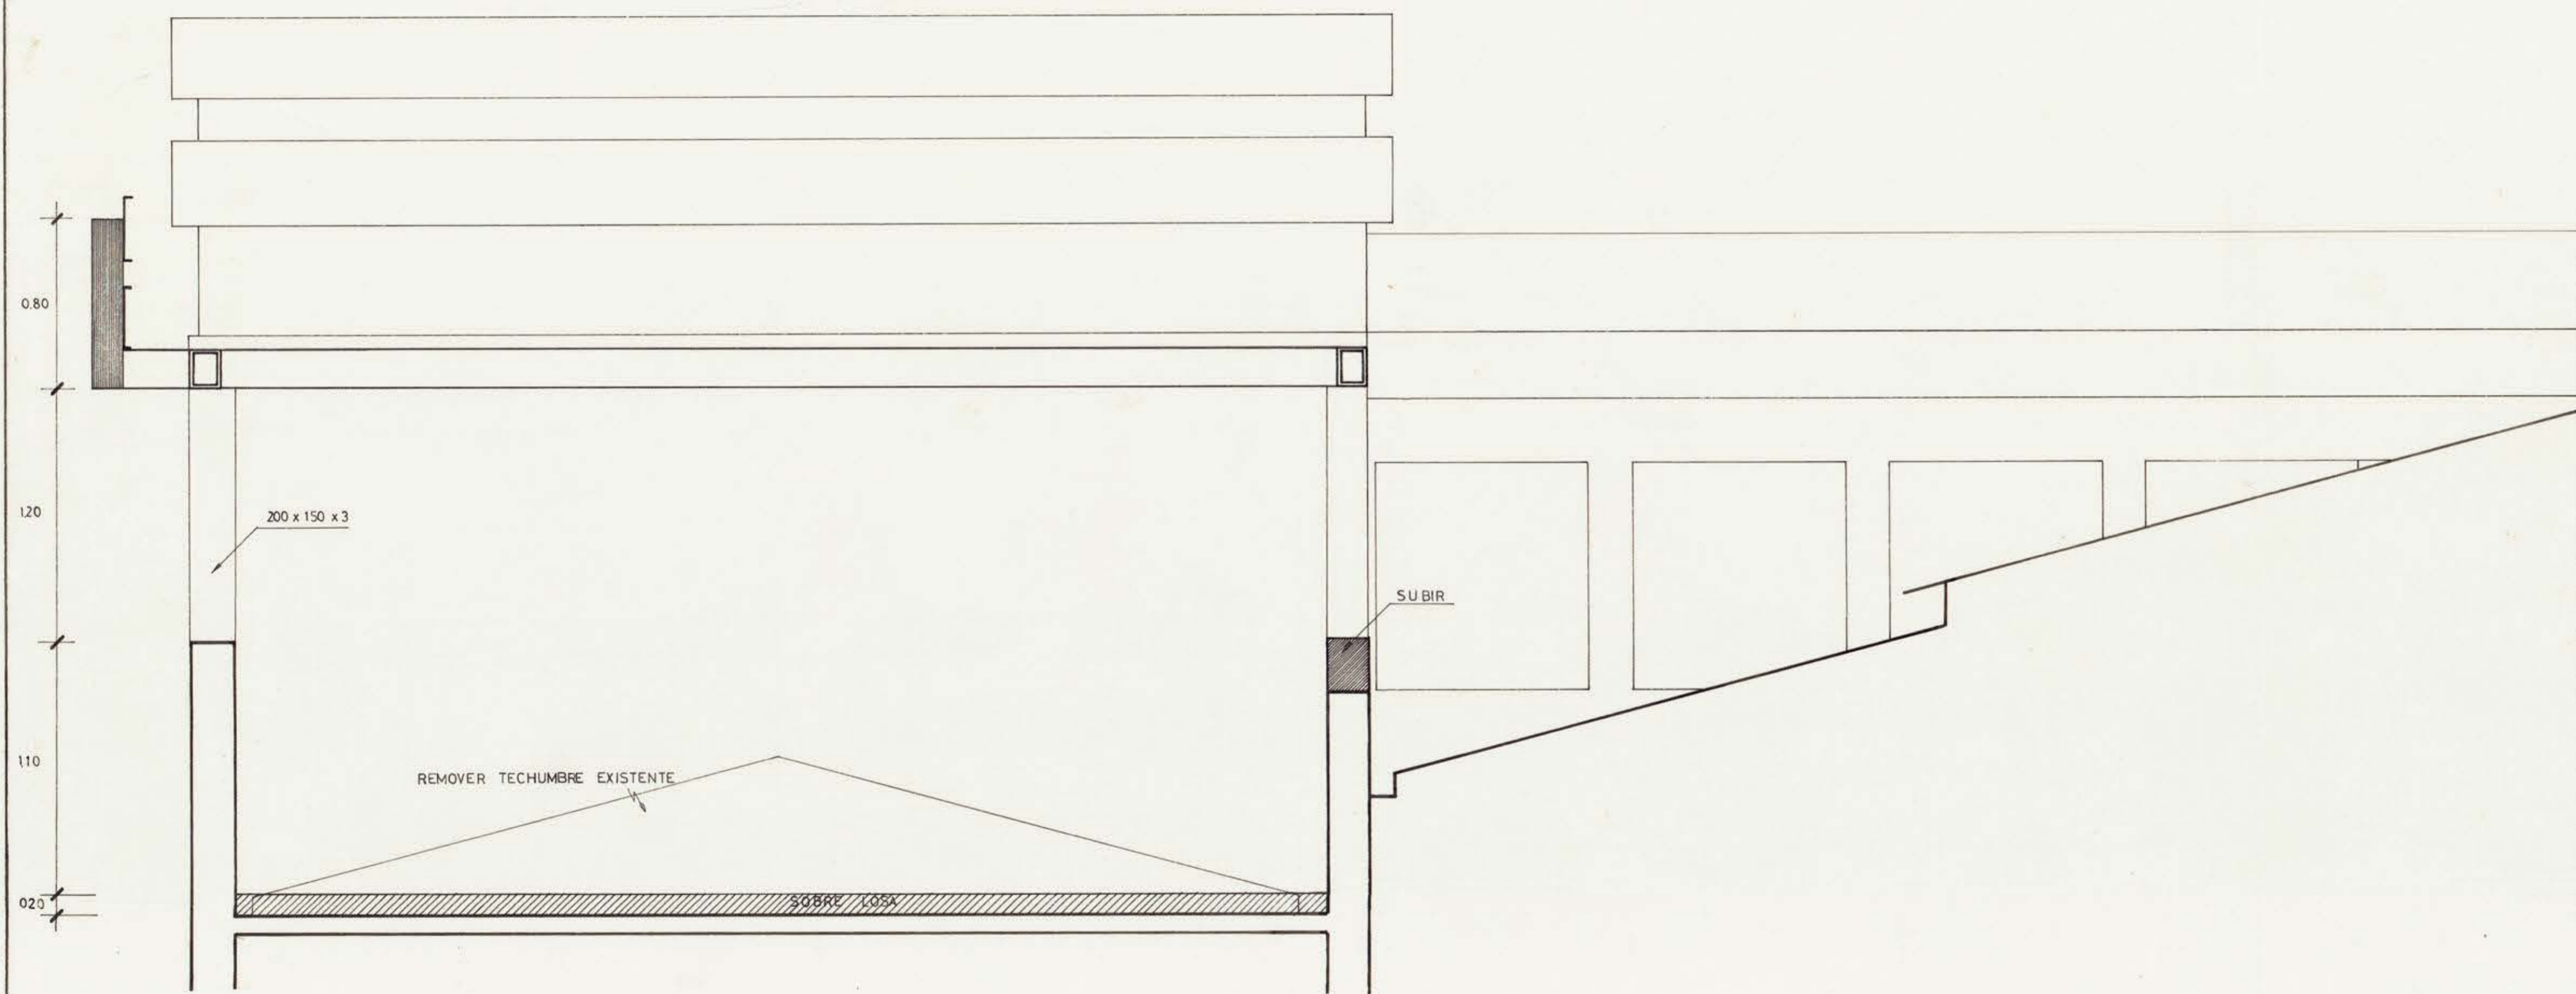 0.80
1.20
200 x 150 x 3
SUBIR
1.10
REMOVER TECHUMBRE EXISTENTE
0.20
SOBRE LOSA